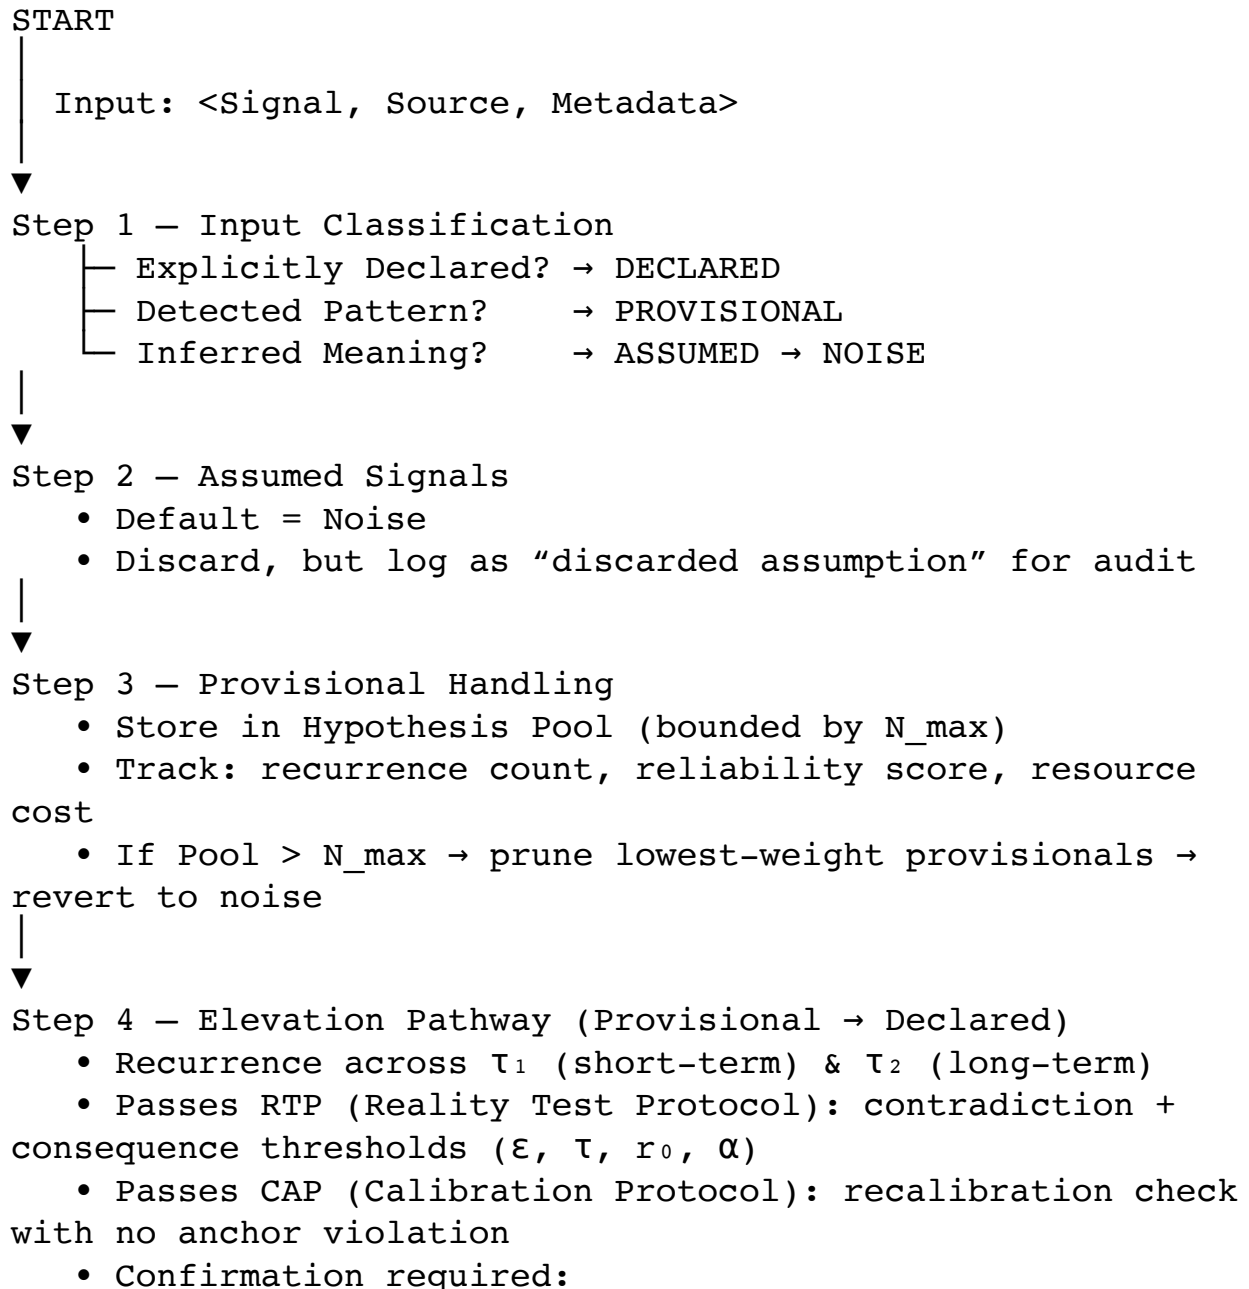 START
│
│ Input: <Signal, Source, Metadata>
│
▼
Step 1 – Input Classification
├─ Explicitly Declared? → DECLARED
├─ Detected Pattern? → PROVISIONAL
└─ Inferred Meaning? → ASSUMED → NOISE
│
▼
Step 2 – Assumed Signals
• Default = Noise
• Discard, but log as “discarded assumption” for audit
│
▼
Step 3 – Provisional Handling
• Store in Hypothesis Pool (bounded by N_max)
• Track: recurrence count, reliability score, resource
cost
• If Pool > N_max → prune lowest-weight provisionals →
revert to noise
│
▼
Step 4 – Elevation Pathway (Provisional → Declared)
• Recurrence across τ₁ (short-term) & τ₂ (long-term)
• Passes RTP (Reality Test Protocol): contradiction +
consequence thresholds (ε, τ, r₀, α)
• Passes CAP (Calibration Protocol): recalibration check
with no anchor violation
• Confirmation required: